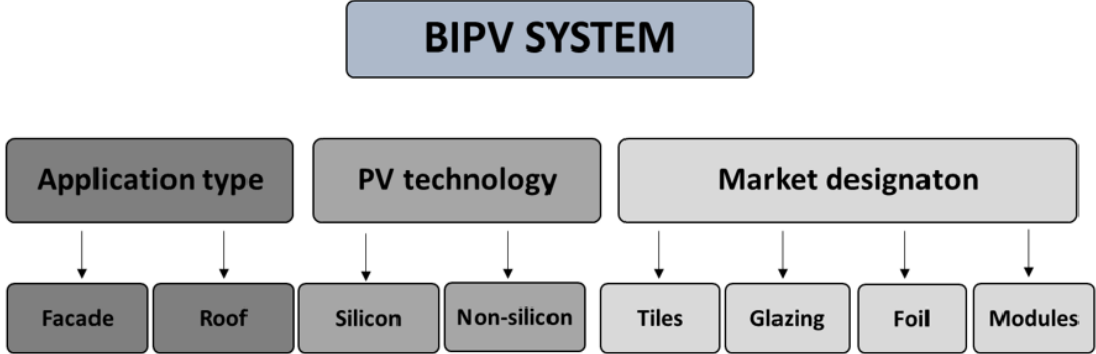 BIPV SYSTEM
Application type
PV technology
Market designaton
Facade
Roof
Silicon
Non-silicon
Tiles
Glazing
Foil
Modules